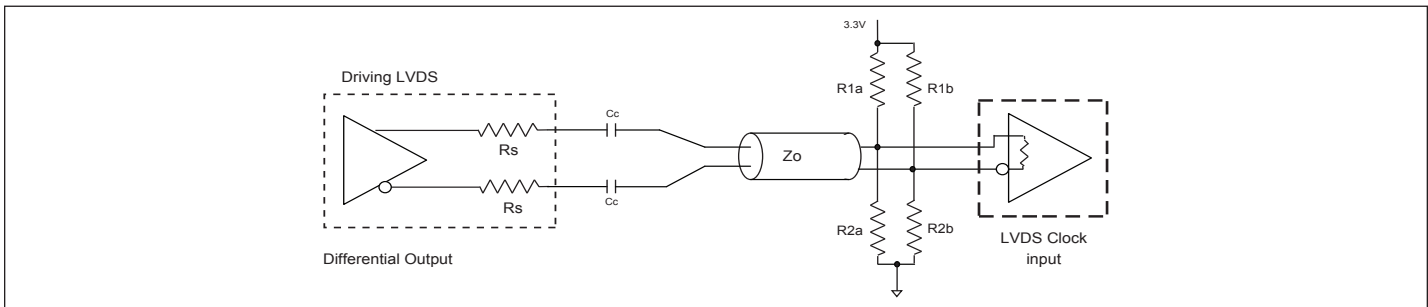 3.3V
Driving LVDS
R1a
R1b
Cc
Rs
Zo
Rs
Cc
R2a
R2b
LVDS Clock
input
Differential Output